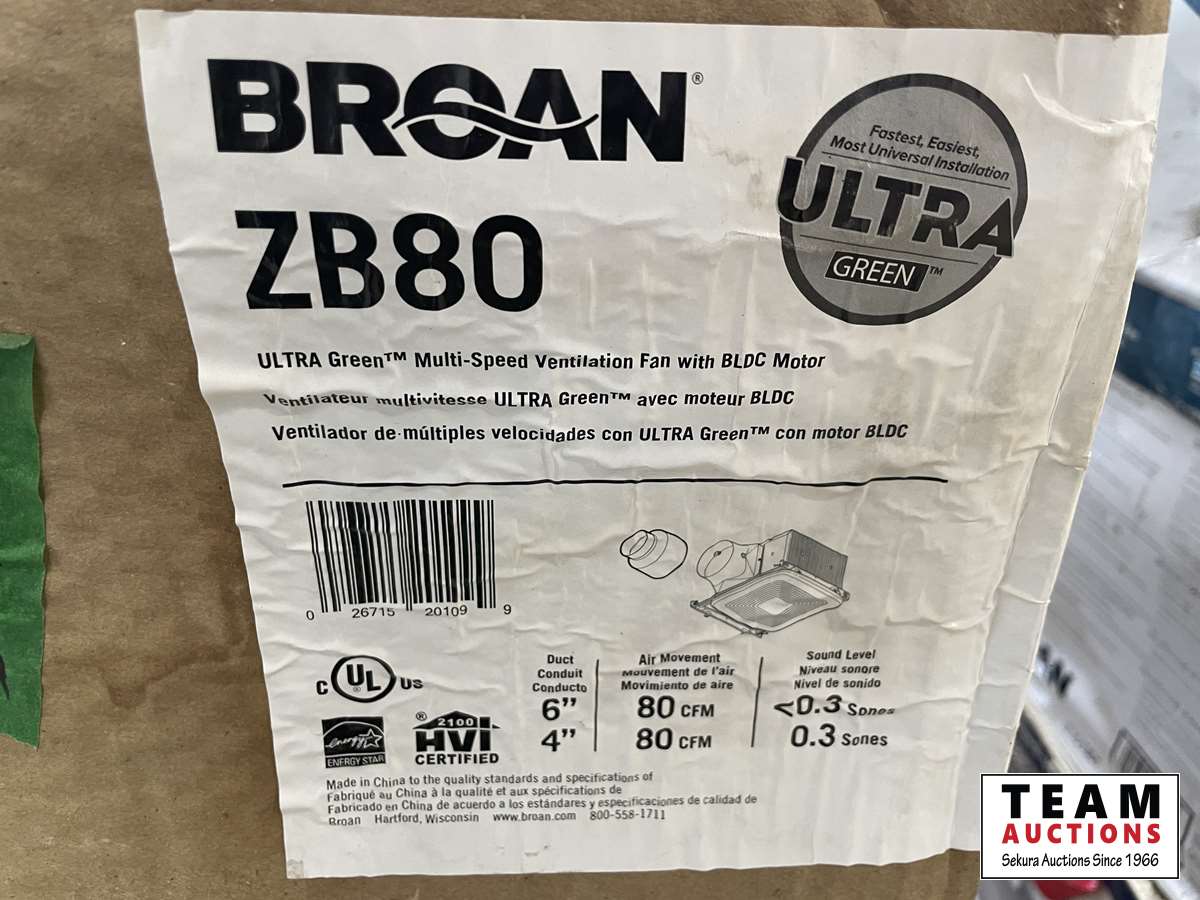 BROAN®
Fastest, Easiest,
Most Universal Installation
ULTRA
GREEN™
ZB80
ULTRA Green™ Multi-Speed Ventilation Fan with BLDC Motor
Ventilateur multivitesse ULTRA Green™ avec moteur BLDC
Ventilador de múltiples velocidades con ULTRA Green™ con motor BLDC
0 26715 20109 9
C UL® US
energy
ENERGY STAR
® 2100
HVI
CERTIFIED
Duct
Conduit
Conducto
6”
4”
Air Movement
Mouvement de l’air
Movimiento de aire
80 CFM
80 CFM
Sound Level
Niveau sonore
Nivel de sonido
<0.3 Sones
0.3 Sones
Made in China to the quality standards and specifications of
Fabriqué au China à la qualité et aux spécifications de
Fabricado en China de acuerdo a los estándares y especificaciones de calidad de
Broan Hartford, Wisconsin www.broan.com 800-558-1711
TEAM
AUCTIONS
Sekura Auctions Since 1966